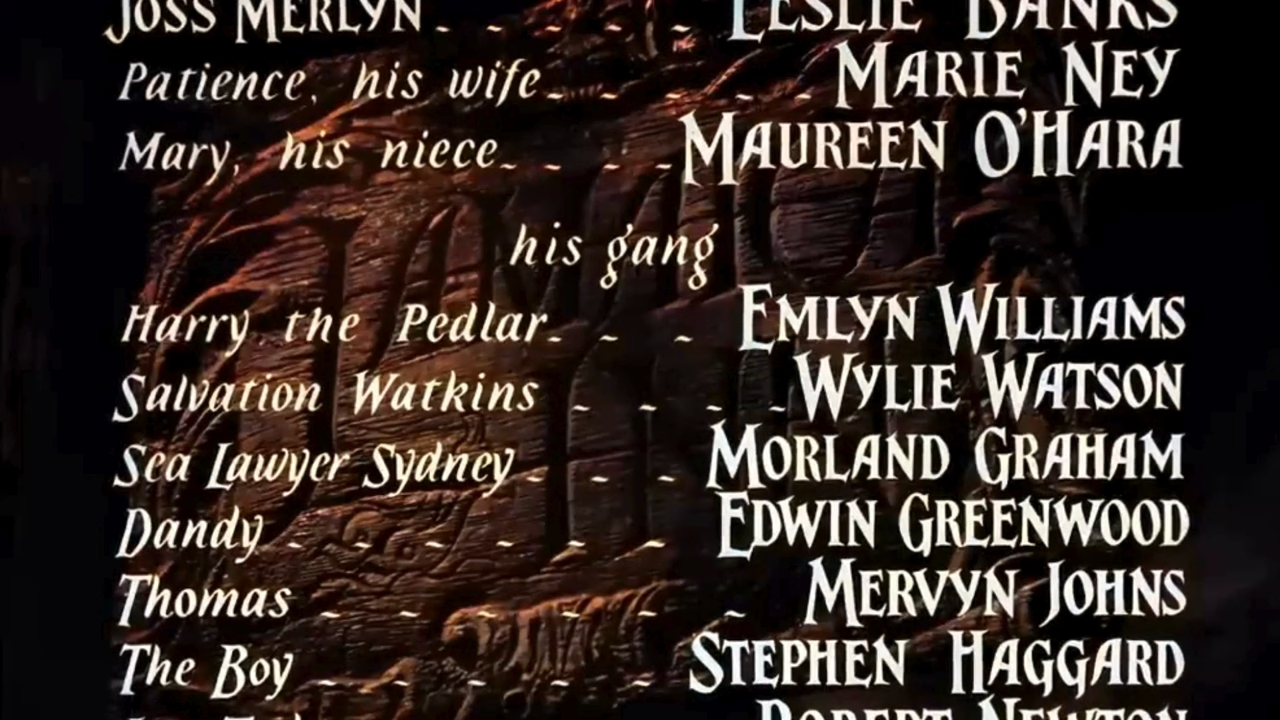 JOSS MERLYN - - - - - LESLIE BANKS
Patience, his wife - - - - - MARIE NEY
Mary, his niece - - - - MAUREEN O'HARA
his gang
Harry, the Pedlar - - - EMLYN WILLIAMS
Salvation Watkins - - - - WYLIE WATSON
Sea Lawyer Sydney - - - MORLAND GRAHAM
Dandy - - - - - - EDWIN GREENWOOD
Thomas - - - - - - MERVYN JOHNS
The Boy - - - - - STEPHEN HAGGARD
ROBERT NEWTON